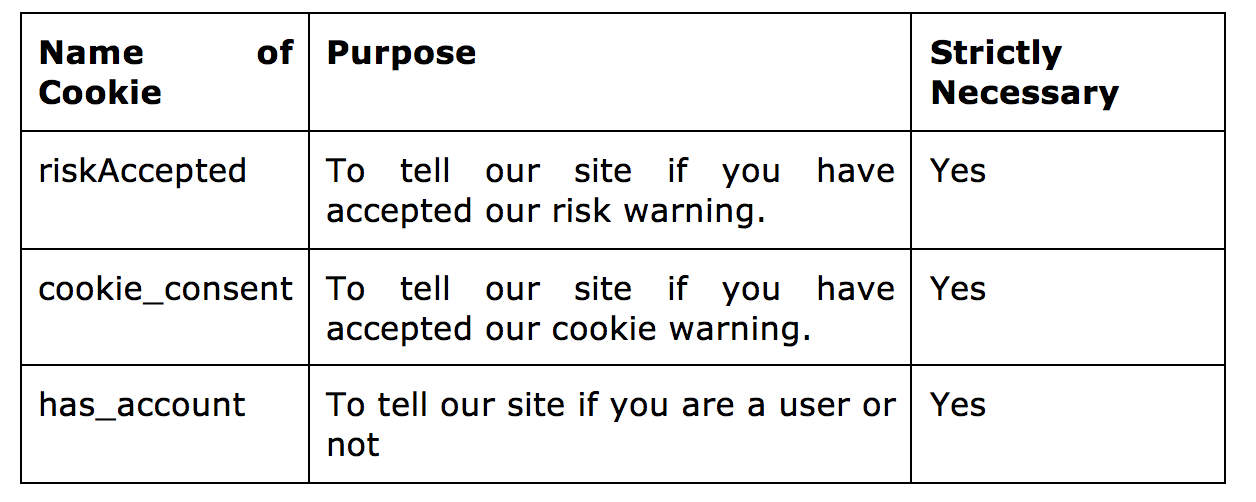 Name of Cookie
Purpose
Strictly Necessary
riskAccepted
To tell our site if you have
accepted our risk warning.
Yes
cookie_consent
To tell our site if you have
accepted our cookie warning.
Yes
has_account
To tell our site if you are a user or
not
Yes